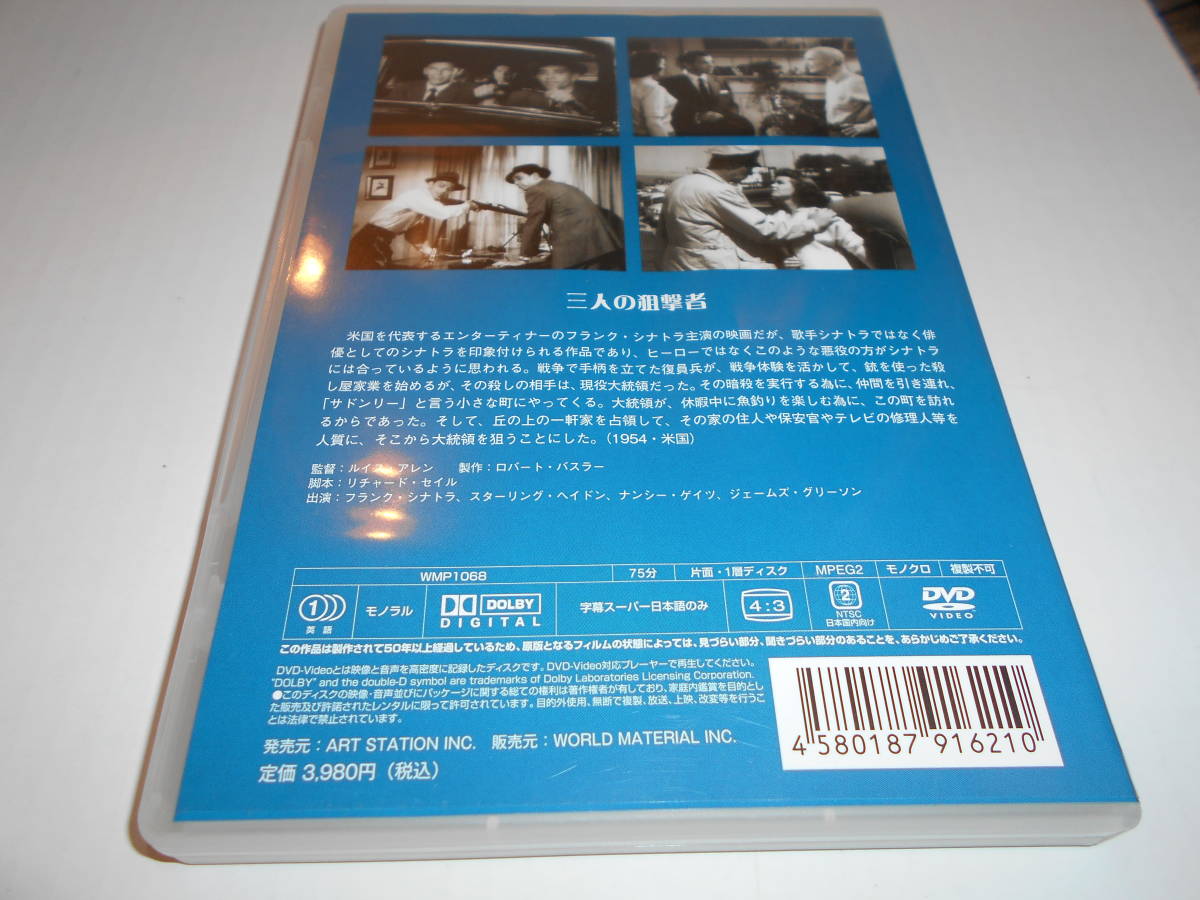 三人の狙撃者
米国を代表するエンターティナーのフランク・シナトラ主演の映画だが、歌手シナトラではなく俳
優としてのシナトラを印象付けられる作品であり、ヒーローではなくこのような悪役の方がシナトラ
には合っているように思われる。戦争で手柄を立てた復員兵が、戦争体験を活かして、銃を使った殺
し屋家業を始めるが、その殺しの相手は、現役大統領だった。その暗殺を実行する為に、仲間を引き連れ、
「サドンリー」と言う小さな町にやってくる。大統領が、休暇中に魚釣りを楽しむ為に、この町を訪れ
るからであった。そして、丘の上の一軒家を占領して、その家の住人や保安官やテレビの修理人等を
人質に、そこから大統領を狙うことにした。（1954・米国）
監督：ルイス・アレン 製作：ロバート・バスラー
脚本：リチャード・セイル
出演：フランク・シナトラ、スターリング・ヘイドン、ナンシー・ゲイツ、ジェームズ・グリーソン
WMP1068 75分 片面・1層ディスク MPEG2 モノクロ 複製不可
1 英語 モノラル DOLBY DIGITAL 字幕スーパー日本語のみ 4:3 2 NTSC 日本国内向け DVD VIDEO
この作品は製作されて50年以上経過しているため、原版となるフィルムの状態によっては、見づらい部分、聞きづらい部分のあることを、あらかじめご了承ください。
DVD-Videoとは映像と音声を高密度に記録したディスクです。DVD-Video対応プレーヤーで再生してください。
"DOLBY" and the double-D symbol are trademarks of Dolby Laboratories Licensing Corporation.
●このディスクの映像・音声並びにパッケージに関する総ての権利は著作権者が有しており、家庭内鑑賞を目的とし
た販売及び許諾されたレンタルに限って許可されています。目的外使用、無断で複製、放送、上映、改変等を行うこ
とは法律で禁止されています。
発売元：ART STATION INC. 販売元：WORLD MATERIAL INC.
定価 3,980円（税込）
4 580187 916210